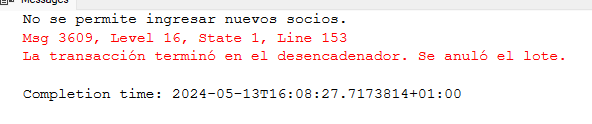 Messages
No se permite ingresar nuevos socios.
Msg 3609, Level 16, State 1, Line 153
La transacción terminó en el desencadenador. Se anuló el lote.
Completion time: 2024-05-13T16:08:27.7173814+01:00